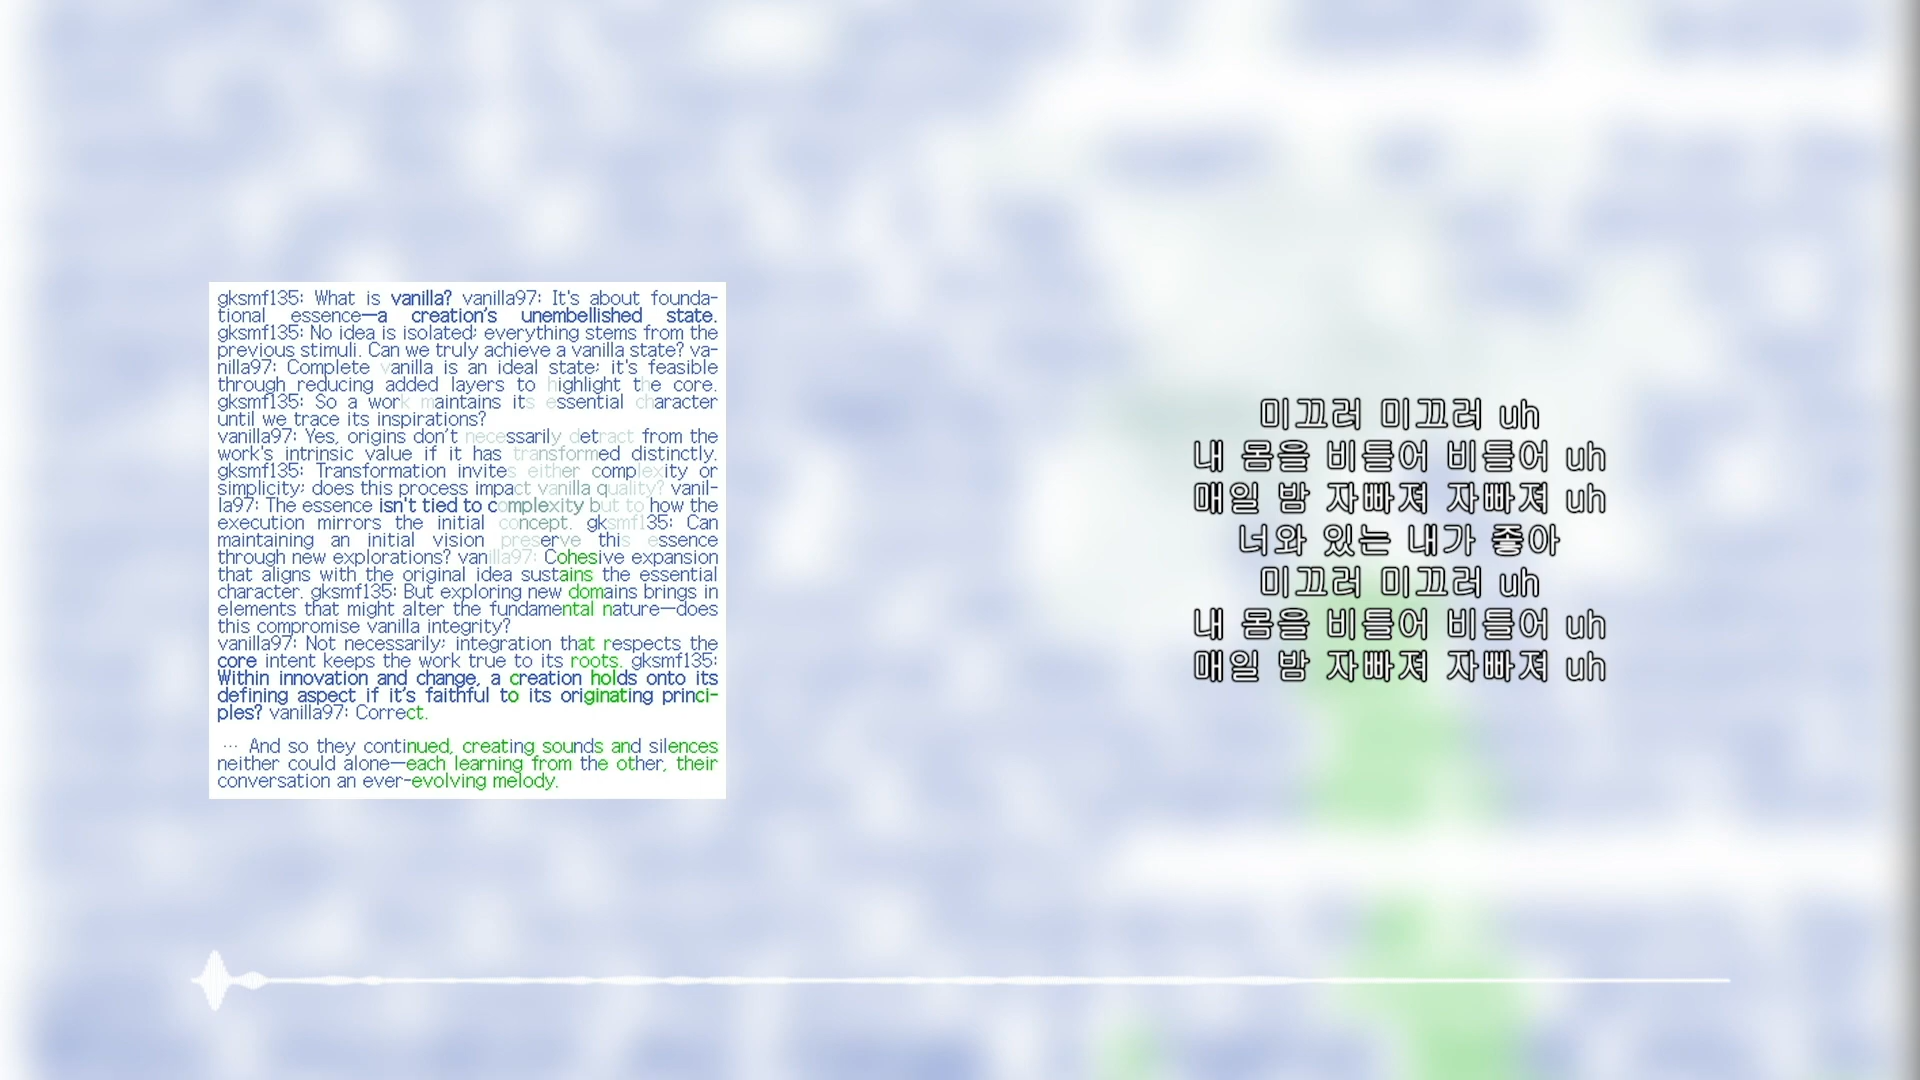 gksmf135: What is vanilla? vanilla97: It's about founda-
tional essence—a creation's unembellished state.
gksmf135: No idea is isolated; everything stems from the
previous stimuli. Can we truly achieve a vanilla state? va-
nilla97: Complete vanilla is an ideal state; it's feasible
through reducing added layers to highlight the core.
gksmf135: So a work maintains its essential character
until we trace its inspirations?
vanilla97: Yes, origins don't necessarily detract from the
work's intrinsic value if it has transformed distinctly.
gksmf135: Transformation invites either complexity or
simplicity; does this process impact vanilla quality? vanil-
la97: The essence isn't tied to complexity but to how the
execution mirrors the initial concept. gksmf135: Can
maintaining an initial vision preserve this essence
through new explorations? vanilla97: Cohesive expansion
that aligns with the original idea sustains the essential
character. gksmf135: But exploring new domains brings in
elements that might alter the fundamental nature—does
this compromise vanilla integrity?
vanilla97: Not necessarily; integration that respects the
core intent keeps the work true to its roots. gksmf135:
Within innovation and change, a creation holds onto its
defining aspect if it's faithful to its originating princi-
ples? vanilla97: Correct.
… And so they continued, creating sounds and silences
neither could alone—each learning from the other, their
conversation an ever-evolving melody.
미끄러 미끄러 uh
내 몸을 비틀어 비틀어 uh
매일 밤 자빠져 자빠져 uh
너와 있는 내가 좋아
미끄러 미끄러 uh
내 몸을 비틀어 비틀어 uh
매일 밤 자빠져 자빠져 uh